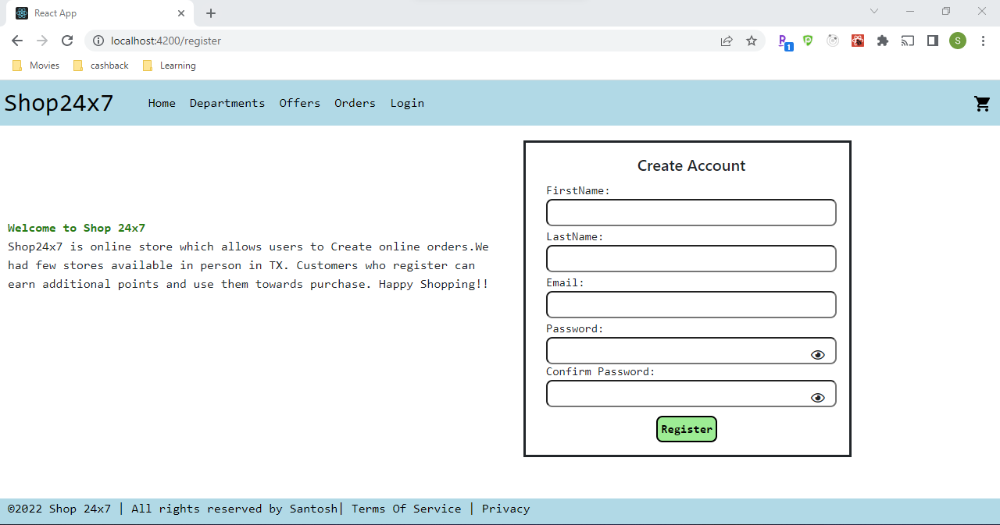 React App
localhost:4200/register
1
S
Movies cashback Learning
Shop24x7 Home Departments Offers Orders Login
Welcome to Shop 24x7
Shop24x7 is online store which allows users to Create online orders.We
had few stores available in person in TX. Customers who register can
earn additional points and use them towards purchase. Happy Shopping!!
Create Account
FirstName:
LastName:
Email:
Password:
Confirm Password:
Register
©2022 Shop 24x7 | All rights reserved by Santosh| Terms Of Service | Privacy